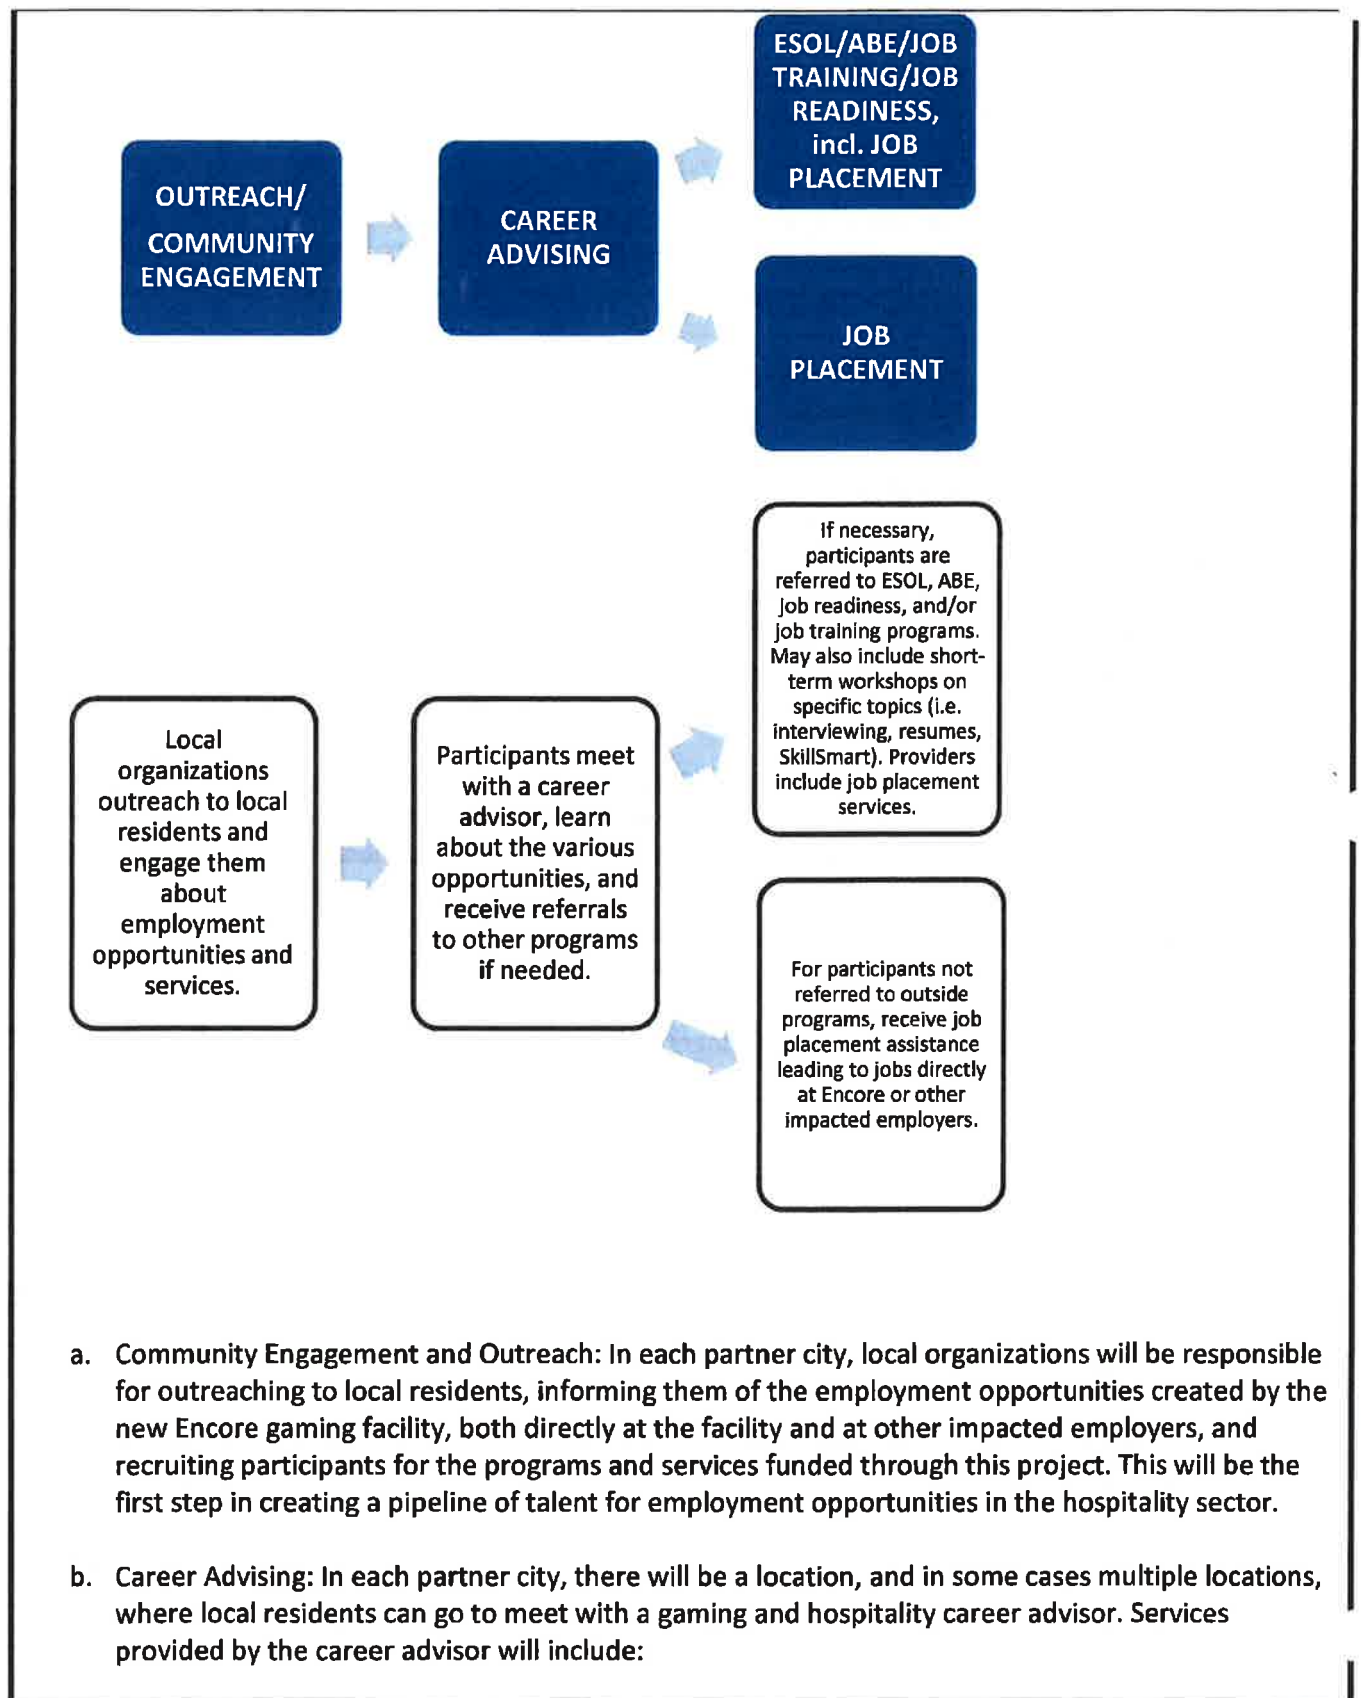 OUTREACH/
COMMUNITY
ENGAGEMENT
CAREER
ADVISING
ESOL/ABE/JOB
TRAINING/JOB
READINESS,
incl. JOB
PLACEMENT
JOB
PLACEMENT
Local
organizations
outreach to local
residents and
engage them
about
employment
opportunities and
services.
Participants meet
with a career
advisor, learn
about the various
opportunities, and
receive referrals
to other programs
if needed.
If necessary,
participants are
referred to ESOL, ABE,
job readiness, and/or
job training programs.
May also include short-
term workshops on
specific topics (i.e.
interviewing, resumes,
SkillSmart). Providers
include job placement
services.
For participants not
referred to outside
programs, receive job
placement assistance
leading to jobs directly
at Encore or other
impacted employers.
a. Community Engagement and Outreach: In each partner city, local organizations will be responsible
for outreaching to local residents, informing them of the employment opportunities created by the
new Encore gaming facility, both directly at the facility and at other impacted employers, and
recruiting participants for the programs and services funded through this project. This will be the
first step in creating a pipeline of talent for employment opportunities in the hospitality sector.
b. Career Advising: In each partner city, there will be a location, and in some cases multiple locations,
where local residents can go to meet with a gaming and hospitality career advisor. Services
provided by the career advisor will include: